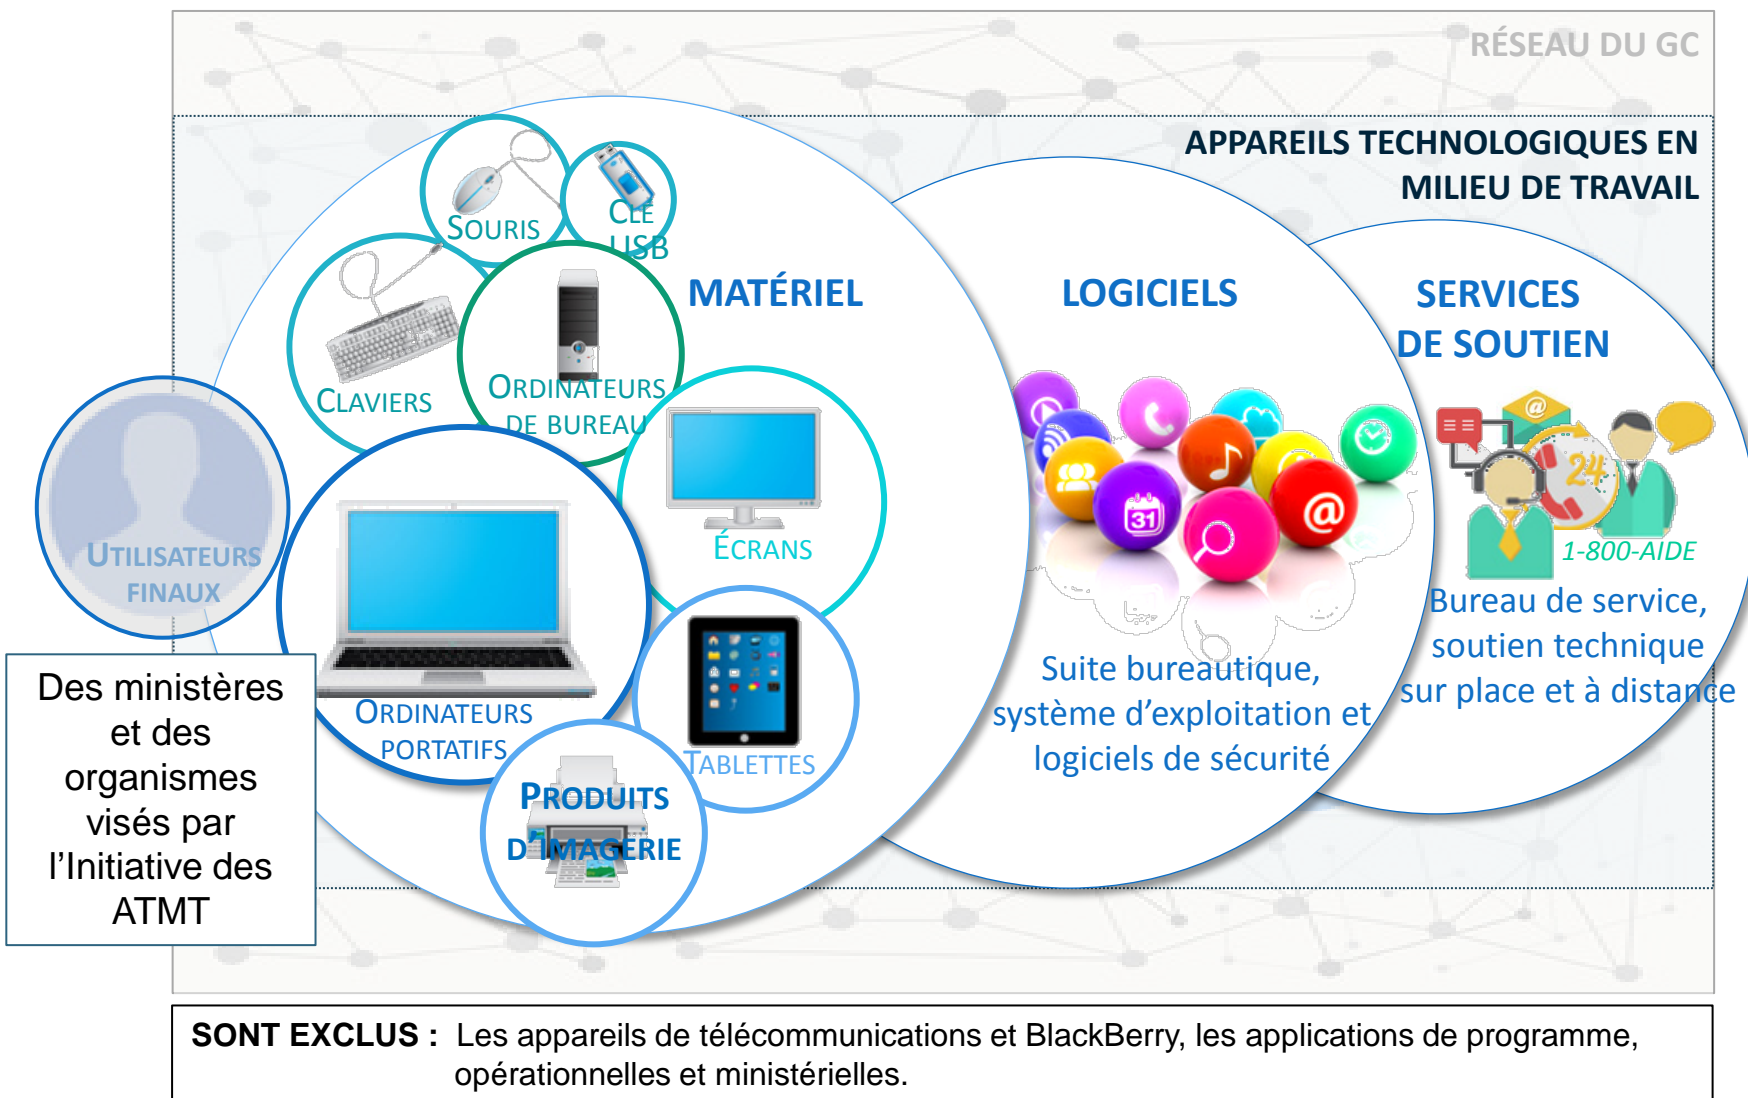 RÉSEAU DU GC
APPAREILS TECHNOLOGIQUES EN
MILIEU DE TRAVAIL
SOURIS
CLÉ
USB
CLAVIERS
ORDINATEURS
DE BUREAU
MATÉRIEL
ÉCRANS
UTILISATEURS
FINAUX
ORDINATEURS
PORTATIFS
TABLETTES
PRODUITS
D'IMAGERIE
LOGICIELS
31
@
Suite bureautique,
système d'exploitation et
logiciels de sécurité
SERVICES
DE SOUTIEN
@
24
1-800-AIDE
Bureau de service,
soutien technique
sur place et à distance
Des ministères
et des
organismes
visés par
l'Initiative des
ATMT
SONT EXCLUS : Les appareils de télécommunications et BlackBerry, les applications de programme,
opérationnelles et ministérielles.